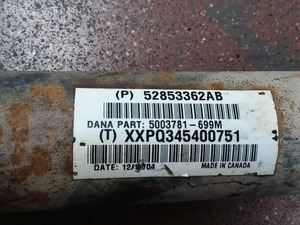 (P) 52853362AB
DANA PART: 5003781-699M
(T) XXPQ345400751
DATE: MADE IN CANADA